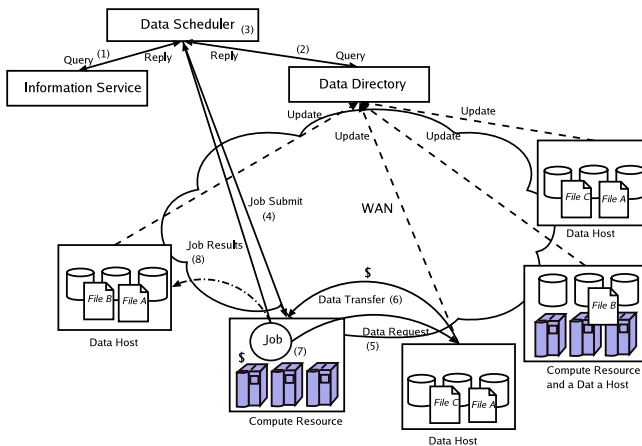 Data Scheduler
(3)
(1)
Query
Reply
Reply
(2)
Query
Information Service
Data Directory
Update
Update
Update
Update
Update
File C
File A
Data Host
Job Submit
(4)
WAN
Job Results
(8)
File B
File A
Data Host
$
Data Transfer (6)
Data Request
(5)
Job
(7)
$
Compute Resource
File C
File A
Data Host
File B
Compute Resource
and a Dat a Host